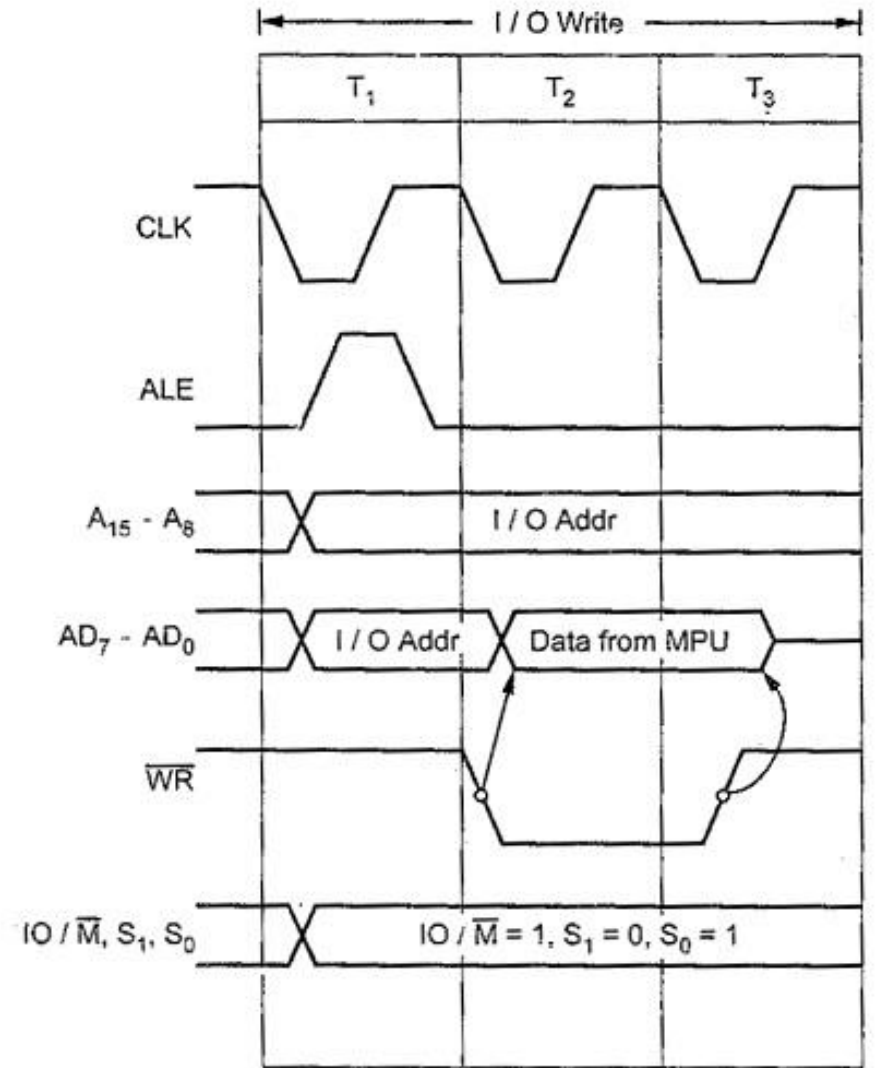 I / O Write
T₁ T₂ T₃
CLK
ALE
A₁₅ - A₈ I / O Addr
AD₇ - AD₀ I / O Addr Data from MPU
W̅R̅
IO / M̅, S₁, S₀ IO / M̅ = 1, S₁ = 0, S₀ = 1